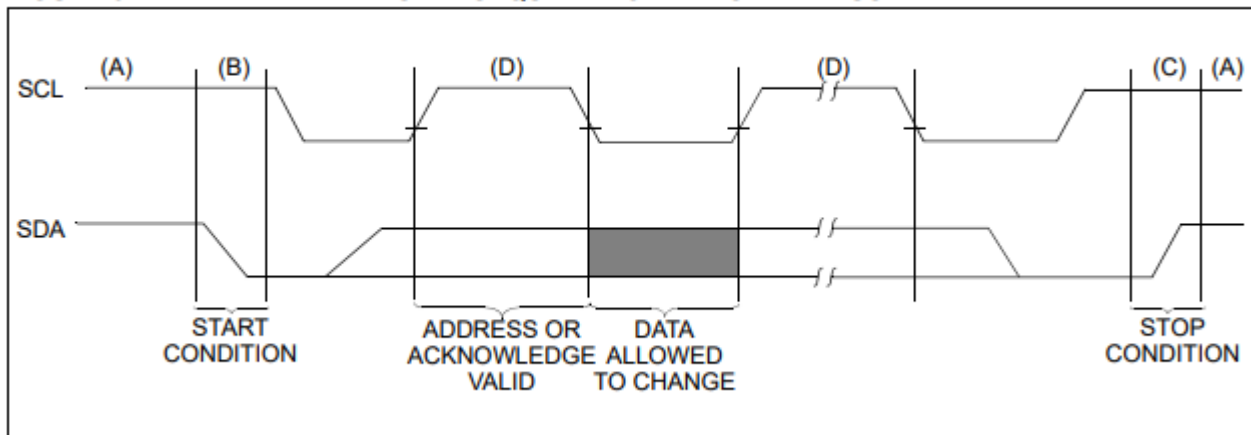 (A) (B) (D) (D) (C) (A)
SCL
SDA
START
CONDITION
ADDRESS OR
ACKNOWLEDGE
VALID
DATA
ALLOWED
TO CHANGE
STOP
CONDITION